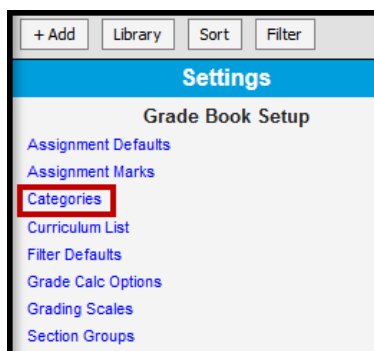 + Add Library Sort Filter
Settings
Grade Book Setup
Assignment Defaults
Assignment Marks
Categories
Curriculum List
Filter Defaults
Grade Calc Options
Grading Scales
Section Groups